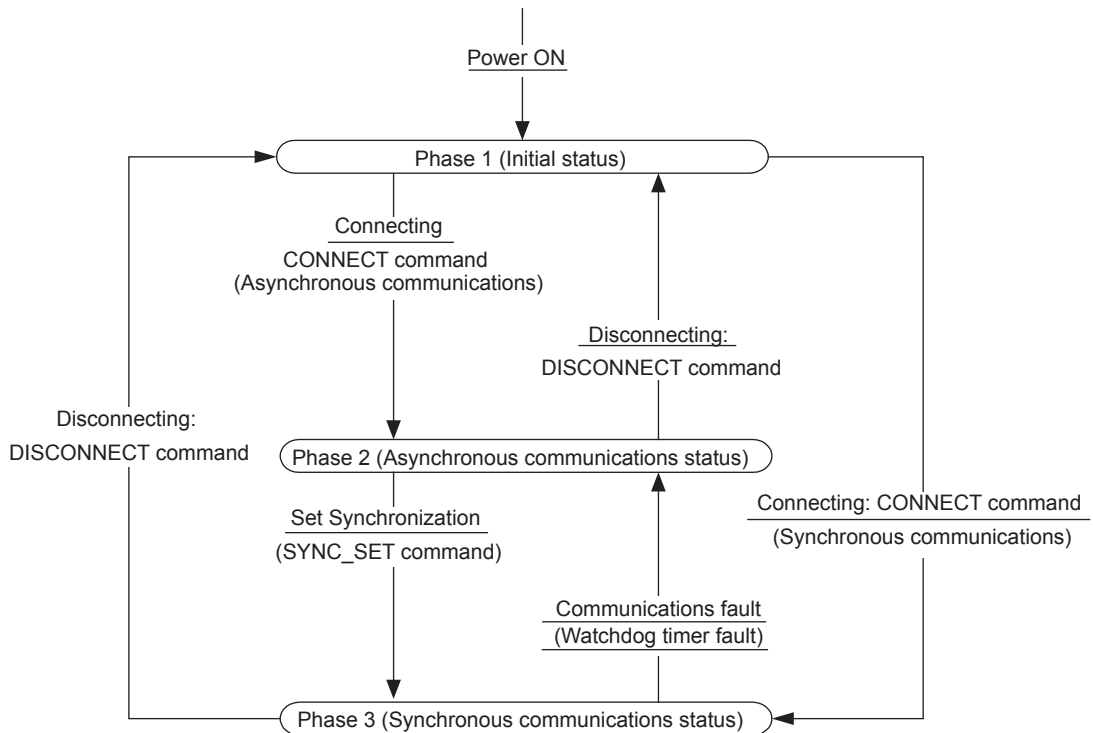 Power ON
Phase 1 (Initial status)
Connecting
CONNECT command
(Asynchronous communications)
Disconnecting:
DISCONNECT command
Disconnecting:
DISCONNECT command
Phase 2 (Asynchronous communications status)
Set Synchronization
(SYNC_SET command)
Connecting: CONNECT command
(Synchronous communications)
Communications fault
(Watchdog timer fault)
Phase 3 (Synchronous communications status)